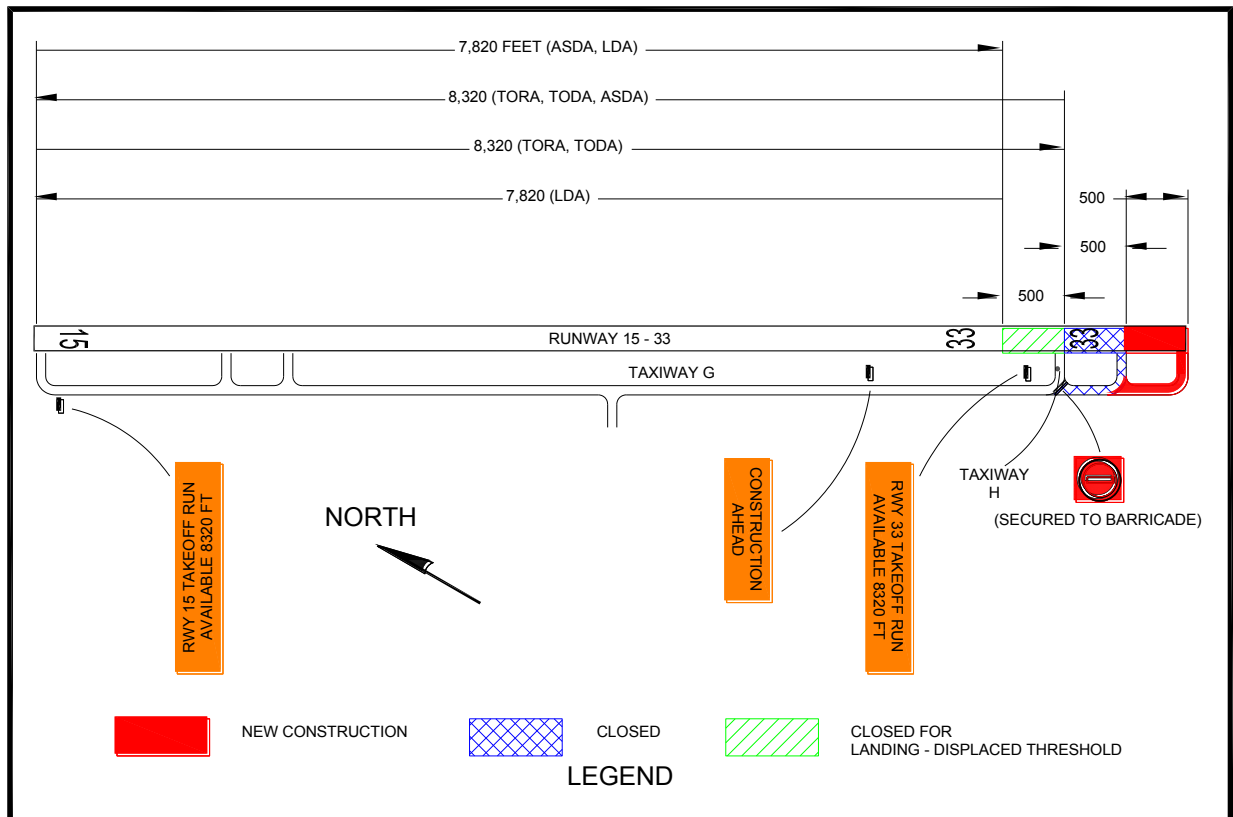 7,820 FEET (ASDA, LDA)
8,320 (TORA, TODA, ASDA)
8,320 (TORA, TODA)
7,820 (LDA)
500
500
500
15
RUNWAY 15 - 33
33
33
TAXIWAY G
RWY 15 TAKEOFF RUN
AVAILABLE 8320 FT
NORTH
CONSTRUCTION
AHEAD
RWY 33 TAKEOFF RUN
AVAILABLE 8320 FT
TAXIWAY
H
(SECURED TO BARRICADE)
NEW CONSTRUCTION
CLOSED
CLOSED FOR
LANDING - DISPLACED THRESHOLD
LEGEND